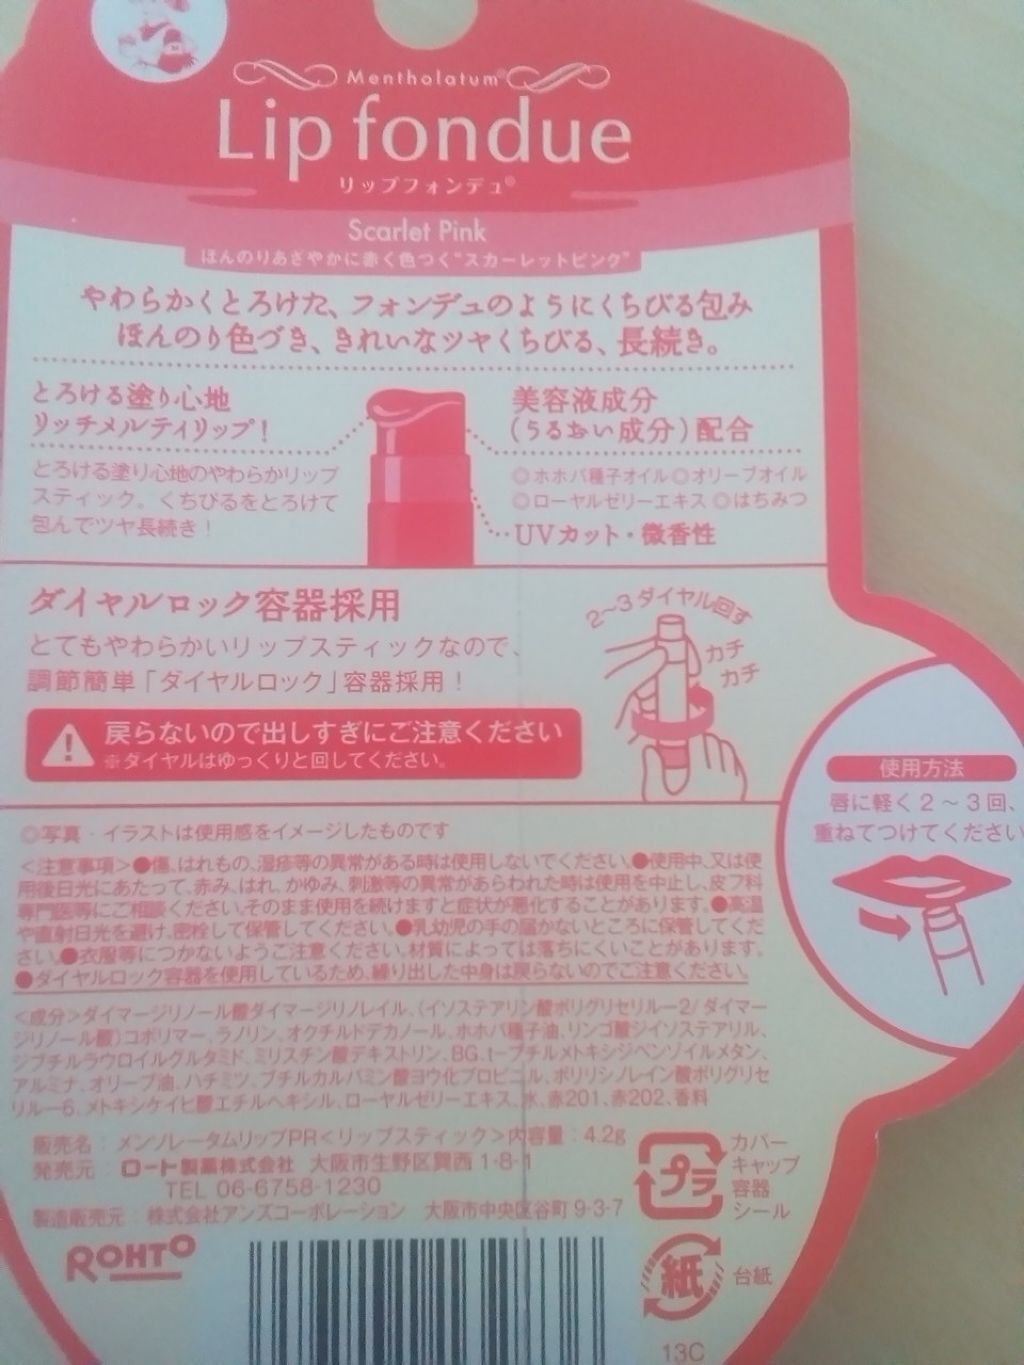 Mentholatum®
Lip fondue
リップフォンデュ®
Scarlet Pink
ほんのりあざやかに赤く色つく"スカーレットピンク"
やわらかくとろけた、フォンデュのようにくちびる包み
ほんのり色づき、きれいなツヤくちびる、長続き。
とろける塗り心地
リッチメルティリップ！
とろける塗り心地のやわらかリップ
スティック。くちびるをとろけて
包んでツヤ長続き！
美容液成分
(うるおい成分)配合
◎ホホバ種子オイル◎オリーブオイル
◎ローヤルゼリーエキス◎はちみつ
UVカット・微香性
ダイヤルロック容器採用
とてもやわらかいリップスティックなので、
調節簡単「ダイヤルロック」容器採用！
戻らないので出しすぎにご注意ください
※ダイヤルはゆっくりと回してください。
2〜3ダイヤル回す
カチ
カチ
使用方法
唇に軽く2〜3回、
重ねてつけてください
◎写真・イラストは使用感をイメージしたものです
＜注意事項＞●傷、はれもの、湿疹等の異常がある時は使用しないでください。●使用中、又は使
用後日光にあたって、赤み、はれ、かゆみ、刺激等の異常があらわれた時は使用を中止し、皮フ科
専門医等にご相談ください。そのまま使用を続けますと症状が悪化することがあります。●高温
や直射日光を避け、密栓して保管してください。●乳幼児の手の届かないところに保管してくだ
さい。●衣服等につかないようご注意ください。材質によっては落ちにくいことがあります。
●ダイヤルロック容器を使用しているため、繰り出した中身は戻らないのでご注意ください。
＜成分＞ダイマージリノール酸ダイマージリノレイル、(イソステアリン酸ポリグリセリル−2/ダイマー
ジリノール酸)コポリマー、ラノリン、オクチルドデカノール、ホホバ種子油、リンゴ酸ジイソステアリル、
ジブチルラウロイルグルタミド、ミリスチン酸デキストリン、BG、t−ブチルメトキシジベンゾイルメタン、
アルミナ、オリーブ油、ハチミツ、ブチルカルバミン酸ヨウ化プロピニル、ポリリシノレイン酸ポリグリセ
リル−6、メトキシケイヒ酸エチルヘキシル、ローヤルゼリーエキス、水、赤201、赤202、香料
販売名：メンソレータムリップPR＜リップスティック＞内容量：4.2g
発売元：ロート製薬株式会社 大阪市生野区巽西1-8-1
TEL 06-6758-1230
製造販売元：株式会社アンズコーポレーション 大阪市中央区谷町9-3-7
ROHTO
プラ
カバー
キャップ
容器
シール
紙
台紙
13C